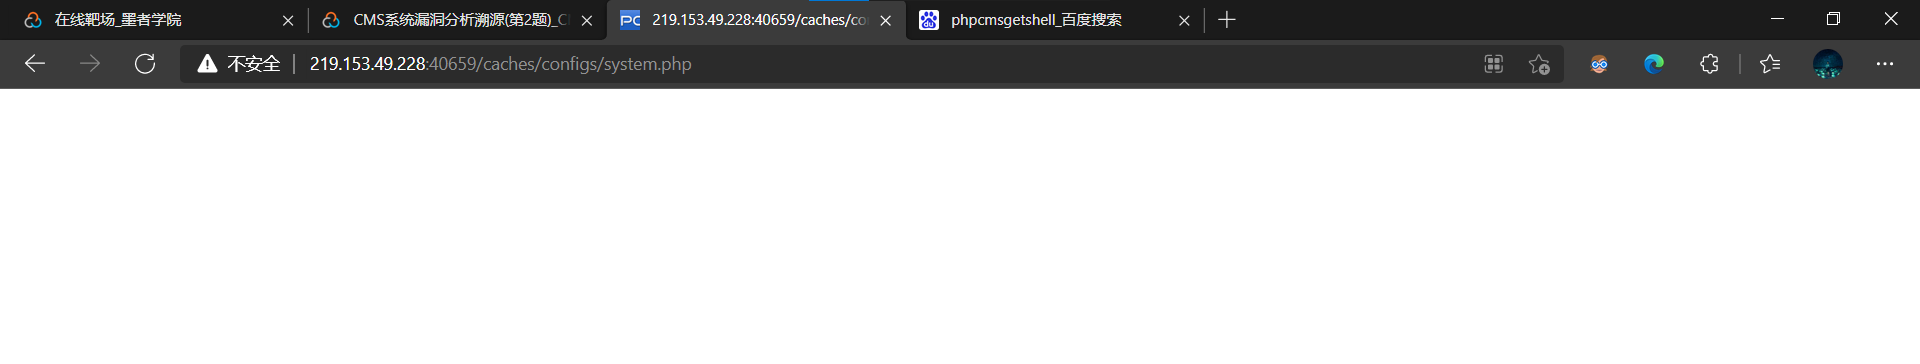 在线靶场_墨者学院
CMS系统漏洞分析溯源(第2题)_C
219.153.49.228:40659/caches/co
phpcmsgetshell_百度搜索
不安全
219.153.49.228:40659/caches/configs/system.php